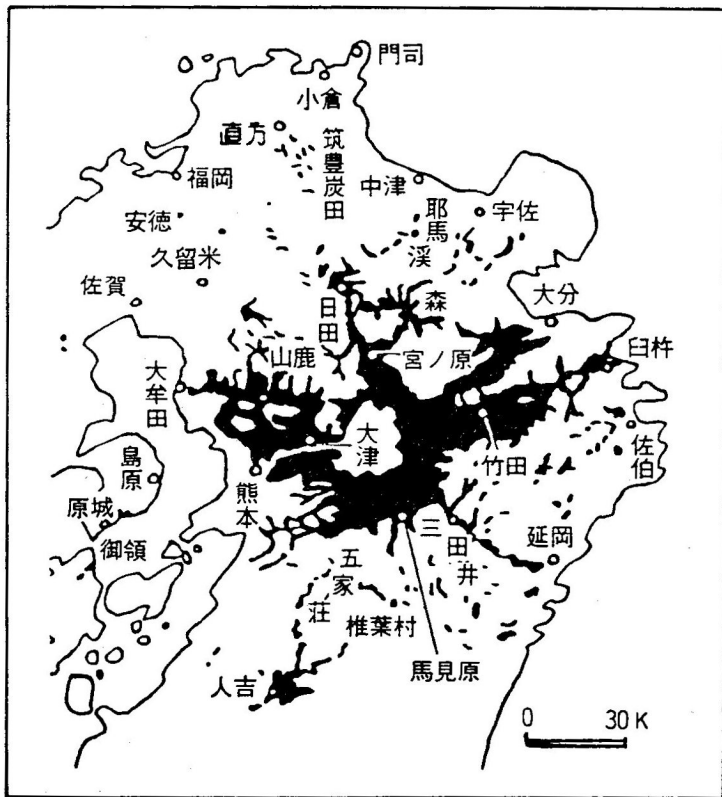 門司
小倉
直方
筑豊炭田
福岡
中津
耶馬渓
宇佐
安徳
久留米
佐賀
日田
森
大分
山鹿
宮ノ原
臼杵
大牟田
大津
竹田
佐伯
島原
熊本
原城
御領
三田井
延岡
五家荘
椎葉村
馬見原
人吉
0 30K